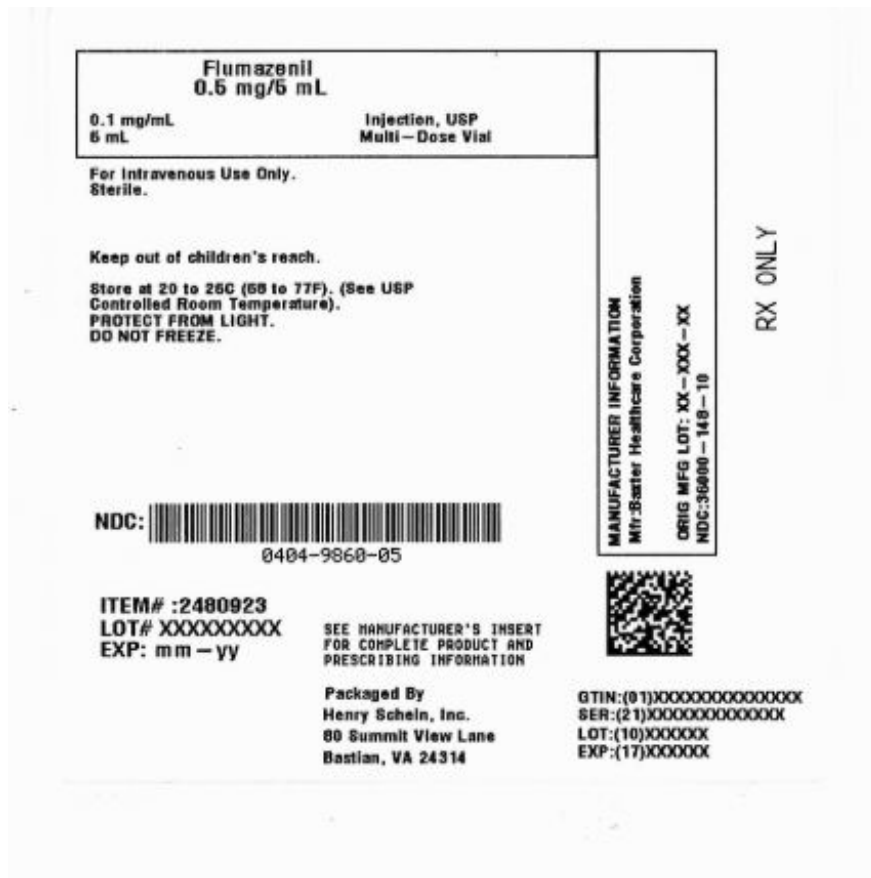 Flumazenil
0.5 mg/5 mL
0.1 mg/mL Injection, USP
5 mL Multi-Dose Vial
For Intravenous Use Only.
Sterile.
Keep out of children's reach.
Store at 20 to 25C (68 to 77F). (See USP
Controlled Room Temperature).
PROTECT FROM LIGHT.
DO NOT FREEZE.
MANUFACTURER INFORMATION
Mfr:Baxter Healthcare Corporation
ORIG MFG LOT: XX-XXX-XX
NDC:36000-148-10
RX ONLY
NDC:
0404-9860-05
ITEM# :2480923
LOT# XXXXXXXXX
EXP: mm-yy
SEE MANUFACTURER'S INSERT
FOR COMPLETE PRODUCT AND
PRESCRIBING INFORMATION
Packaged By
Henry Schein, Inc.
80 Summit View Lane
Bastian, VA 24314
GTIN:(01)XXXXXXXXXXXXXX
SER:(21)XXXXXXXXXXXXX
LOT:(10)XXXXXX
EXP:(17)XXXXXX